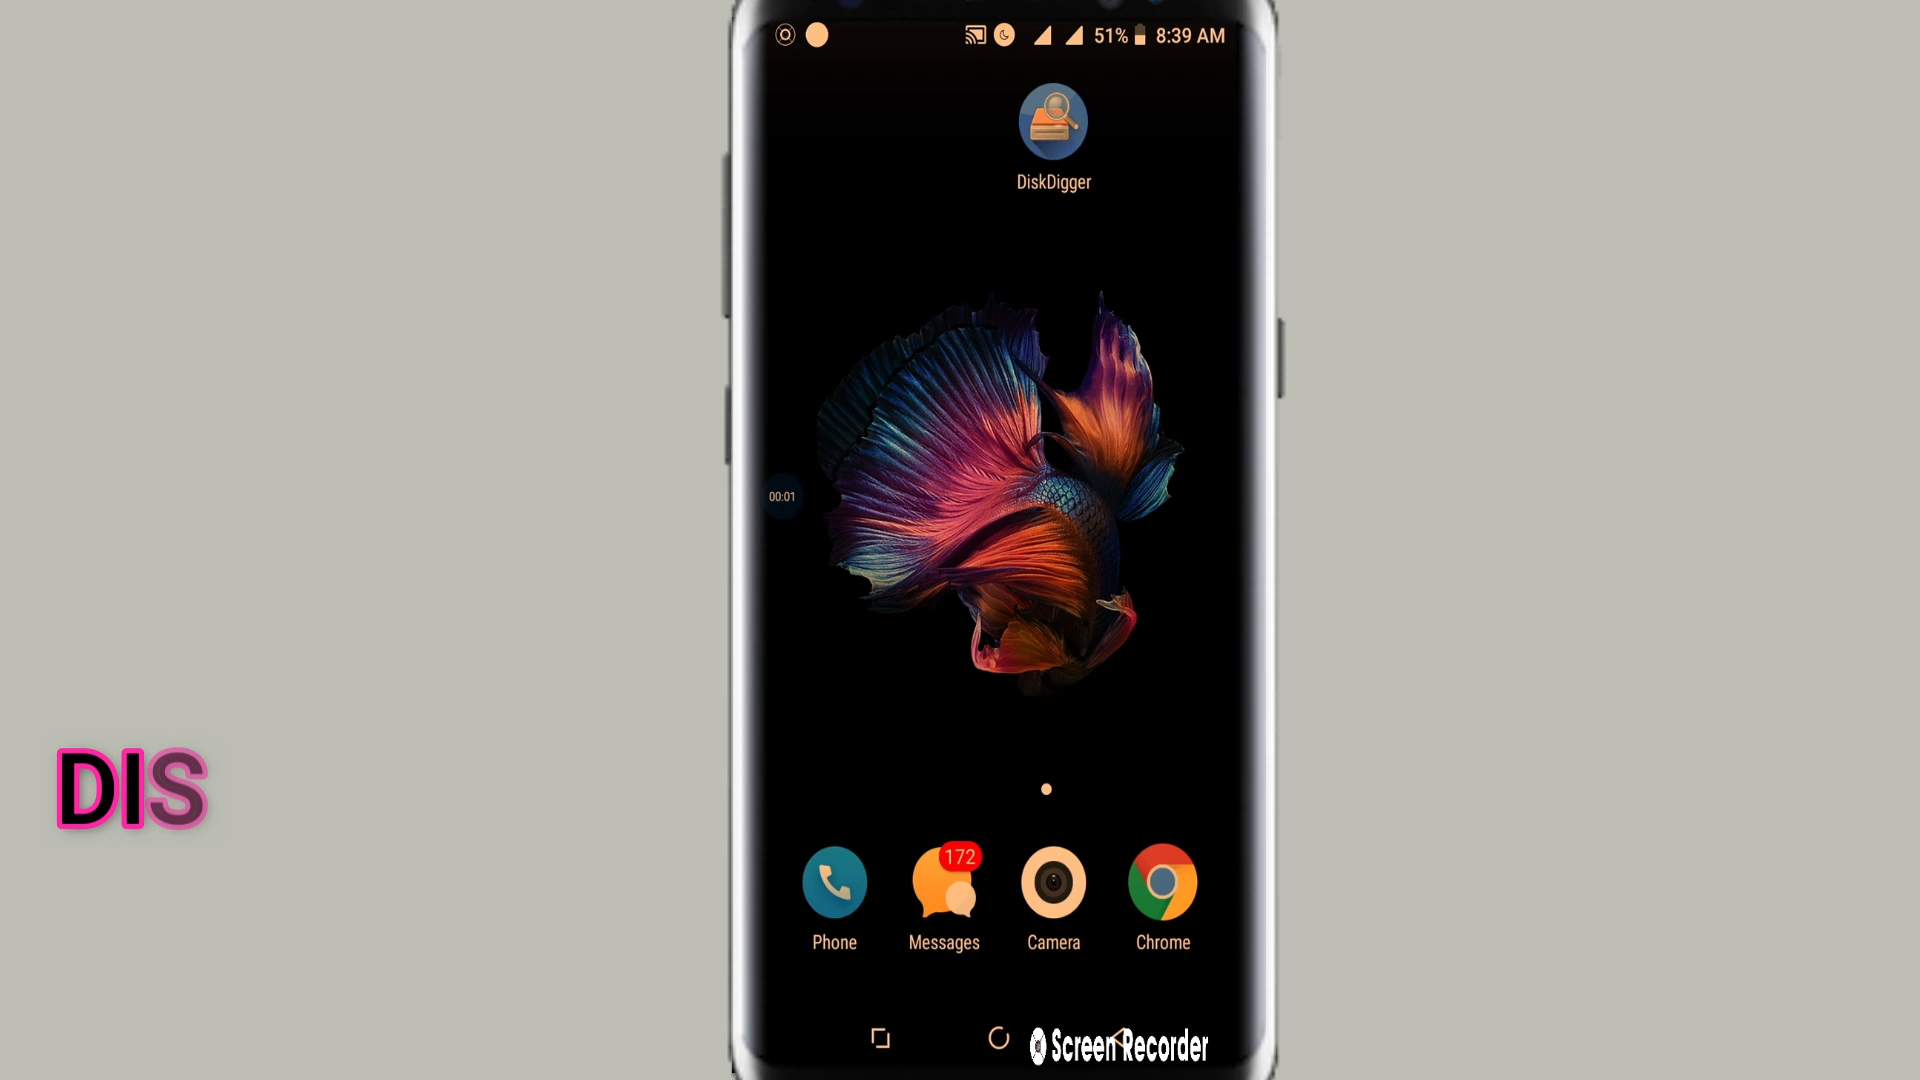 51% 8:39 AM
DiskDigger
00:01
DIS
172
Phone Messages Camera Chrome
Screen Recorder